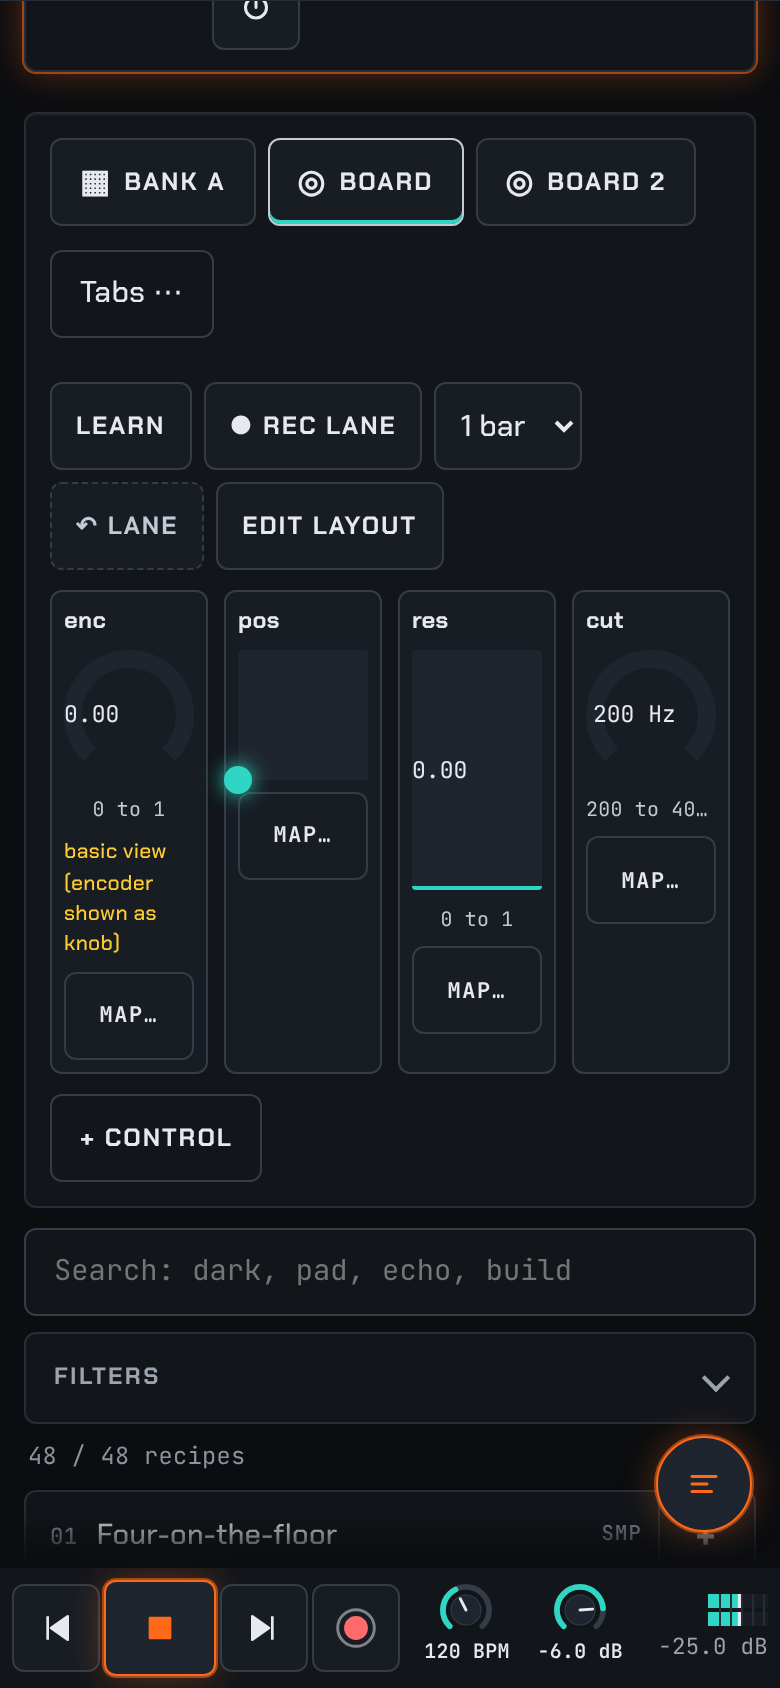 BANK A
BOARD
BOARD 2
Tabs ···
LEARN
REC LANE
1 bar
↶ LANE
EDIT LAYOUT
enc
pos
res
cut
0.00
0.00
200 Hz
0 to 1
0 to 1
200 to 40…
basic view
(encoder
shown as
knob)
MAP…
MAP…
MAP…
MAP…
+ CONTROL
Search: dark, pad, echo, build
FILTERS
48 / 48 recipes
01 Four-on-the-floor SMP +
120 BPM
-6.0 dB
-25.0 dB